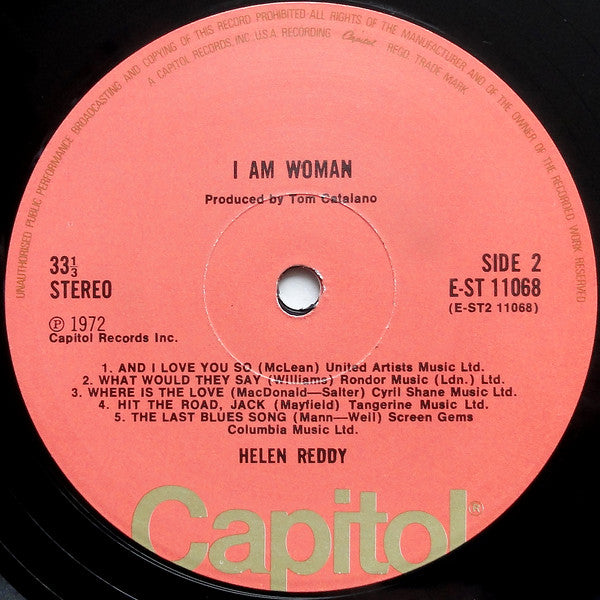 UNAUTHORISED PUBLIC PERFORMANCE BROADCASTING AND COPYING OF THIS RECORD PROHIBITED·ALL RIGHTS OF THE MANUFACTURER AND OF THE OWNER OF THE RECORDED WORK RESERVED
A CAPITOL RECORDS, INC U.S.A. RECORDING Capitol REGD. TRADE MARK
I AM WOMAN
Produced by Tom Catalano
33⅓
STEREO
SIDE 2
E-ST 11068
(E-ST2 11068)
℗ 1972
Capitol Records Inc.
1. AND I LOVE YOU SO (McLean) United Artists Music Ltd.
2. WHAT WOULD THEY SAY (Williams) Rondor Music (Ldn.) Ltd.
3. WHERE IS THE LOVE (MacDonald—Salter) Cyril Shane Music Ltd.
4. HIT THE ROAD, JACK (Mayfield) Tangerine Music Ltd.
5. THE LAST BLUES SONG (Mann—Weil) Screen Gems
Columbia Music Ltd.
HELEN REDDY
Capitol®